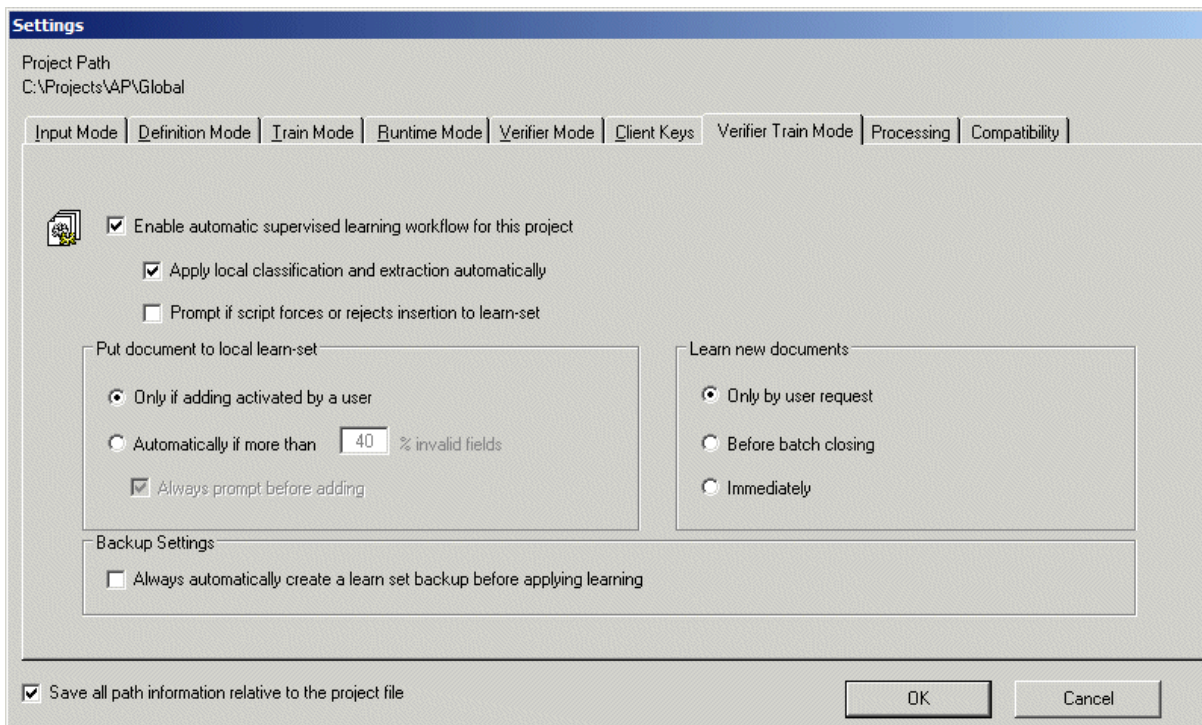 Settings
Project Path
C:\Projects\AP\Global
Input Mode Definition Mode Train Mode Runtime Mode Verifier Mode Client Keys Verifier Train Mode Processing Compatibility
Enable automatic supervised learning workflow for this project
Apply local classification and extraction automatically
Prompt if script forces or rejects insertion to learn-set
Put document to local learn-set
Only if adding activated by a user
Automatically if more than 40 % invalid fields
Always prompt before adding
Learn new documents
Only by user request
Before batch closing
Immediately
Backup Settings
Always automatically create a learn set backup before applying learning
Save all path information relative to the project file
OK Cancel